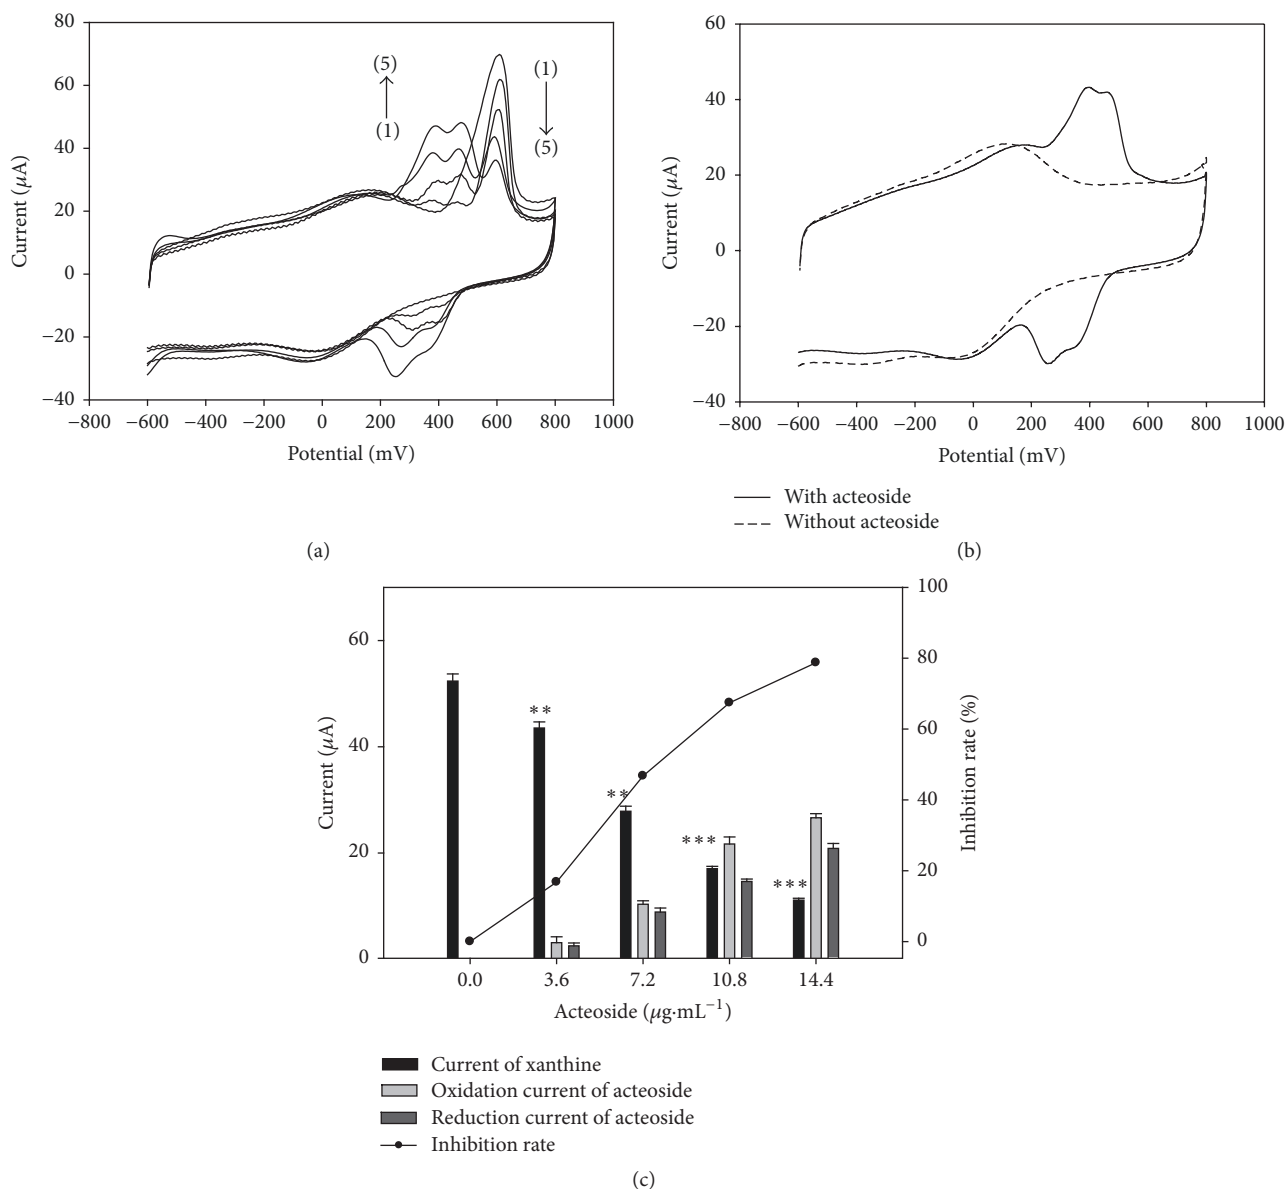 80
60
40
20
0
−20
−40
Current (μA)
(5)
(1)
(1)
(5)
−800 −600 −400 −200 0 200 400 600 800 1000
Potential (mV)
(a)
60
40
20
0
−20
−40
Current (μA)
−800 −600 −400 −200 0 200 400 600 800 1000
Potential (mV)
With acteoside
Without acteoside
(b)
60
40
20
0
Current (μA)
**
**
***
***
100
80
60
40
20
0
Inhibition rate (%)
0.0 3.6 7.2 10.8 14.4
Acteoside (μg·mL⁻¹)
Current of xanthine
Oxidation current of acteoside
Reduction current of acteoside
Inhibition rate
(c)